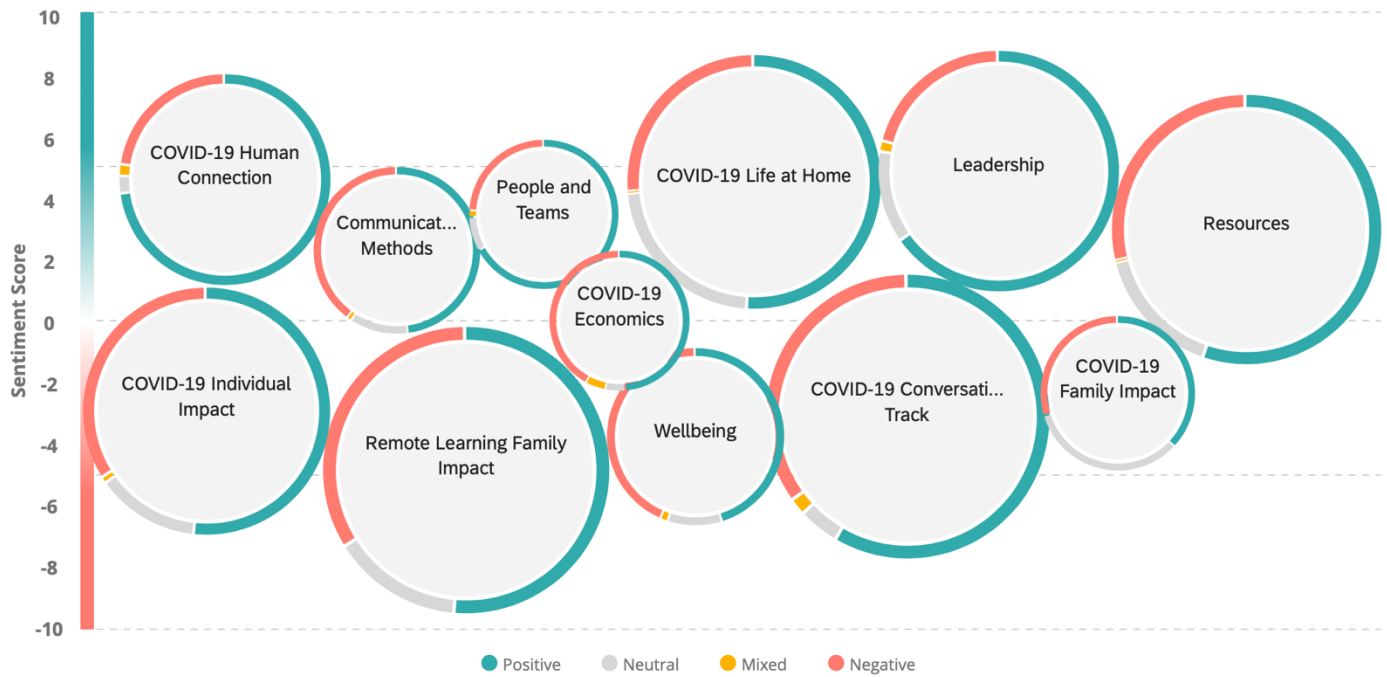 10
8
6
4
2
0
-2
-4
-6
-8
-10
Sentiment Score
COVID-19 Human
Connection
Communicat...
Methods
People and
Teams
COVID-19 Life at Home
Leadership
Resources
COVID-19
Economics
COVID-19 Individual
Impact
Remote Learning Family
Impact
Wellbeing
COVID-19 Conversati...
Track
COVID-19
Family Impact
Positive
Neutral
Mixed
Negative